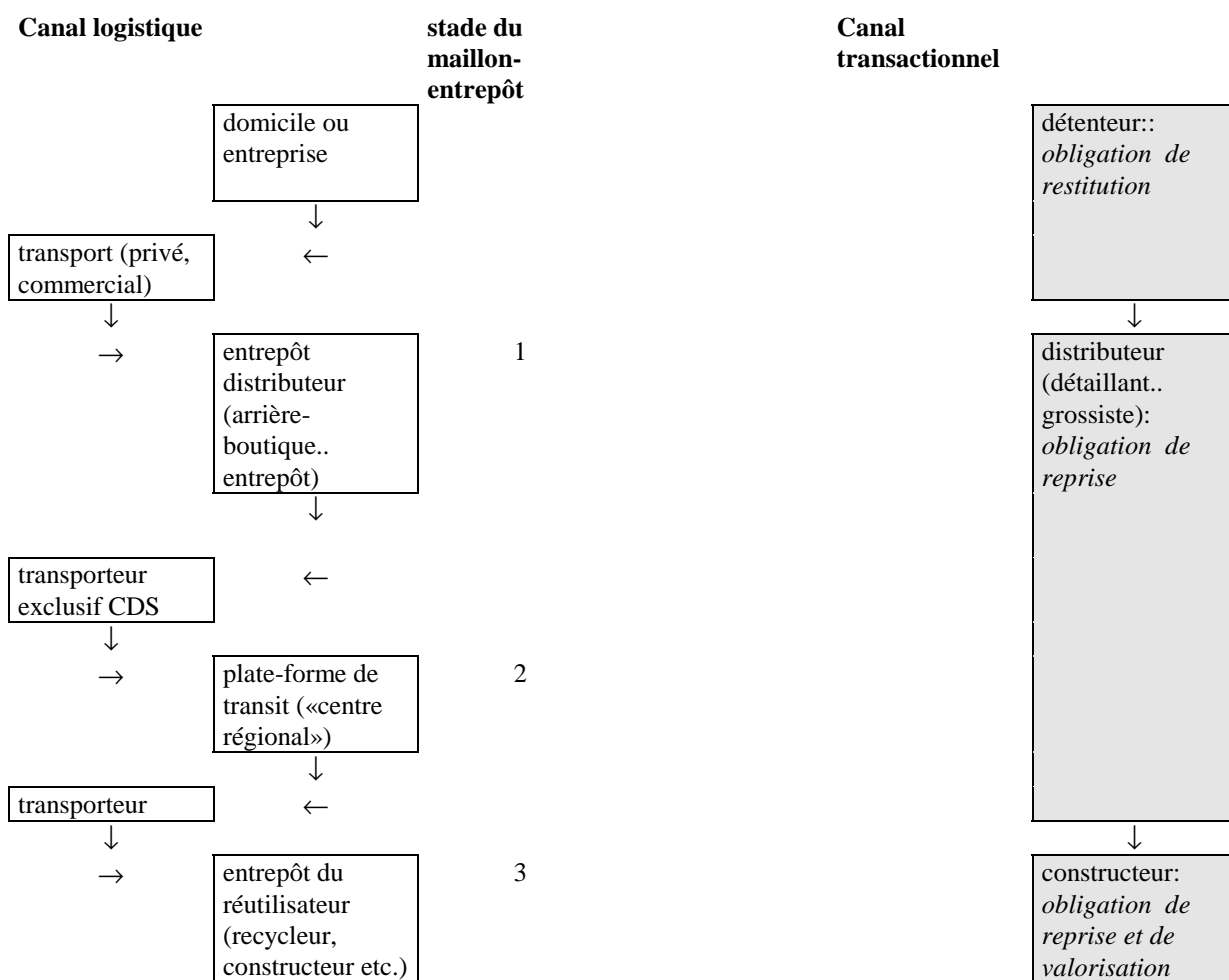 Canal logistique
stade du
maillon-
entrepôt
Canal
transactionnel
domicile ou
entreprise
détenteur::
obligation de
restitution
↓
transport (privé,
commercial)
←
↓
↓
→
entrepôt
distributeur
(arrière-
boutique..
entrepôt)
1
distributeur
(détaillant..
grossiste):
obligation de
reprise
↓
transporteur
exclusif CDS
←
↓
→
plate-forme de
transit («centre
régional»)
2
↓
transporteur
←
↓
↓
→
entrepôt du
réutilisateur
(recycleur,
constructeur etc.)
3
constructeur:
obligation de
reprise et de
valorisation